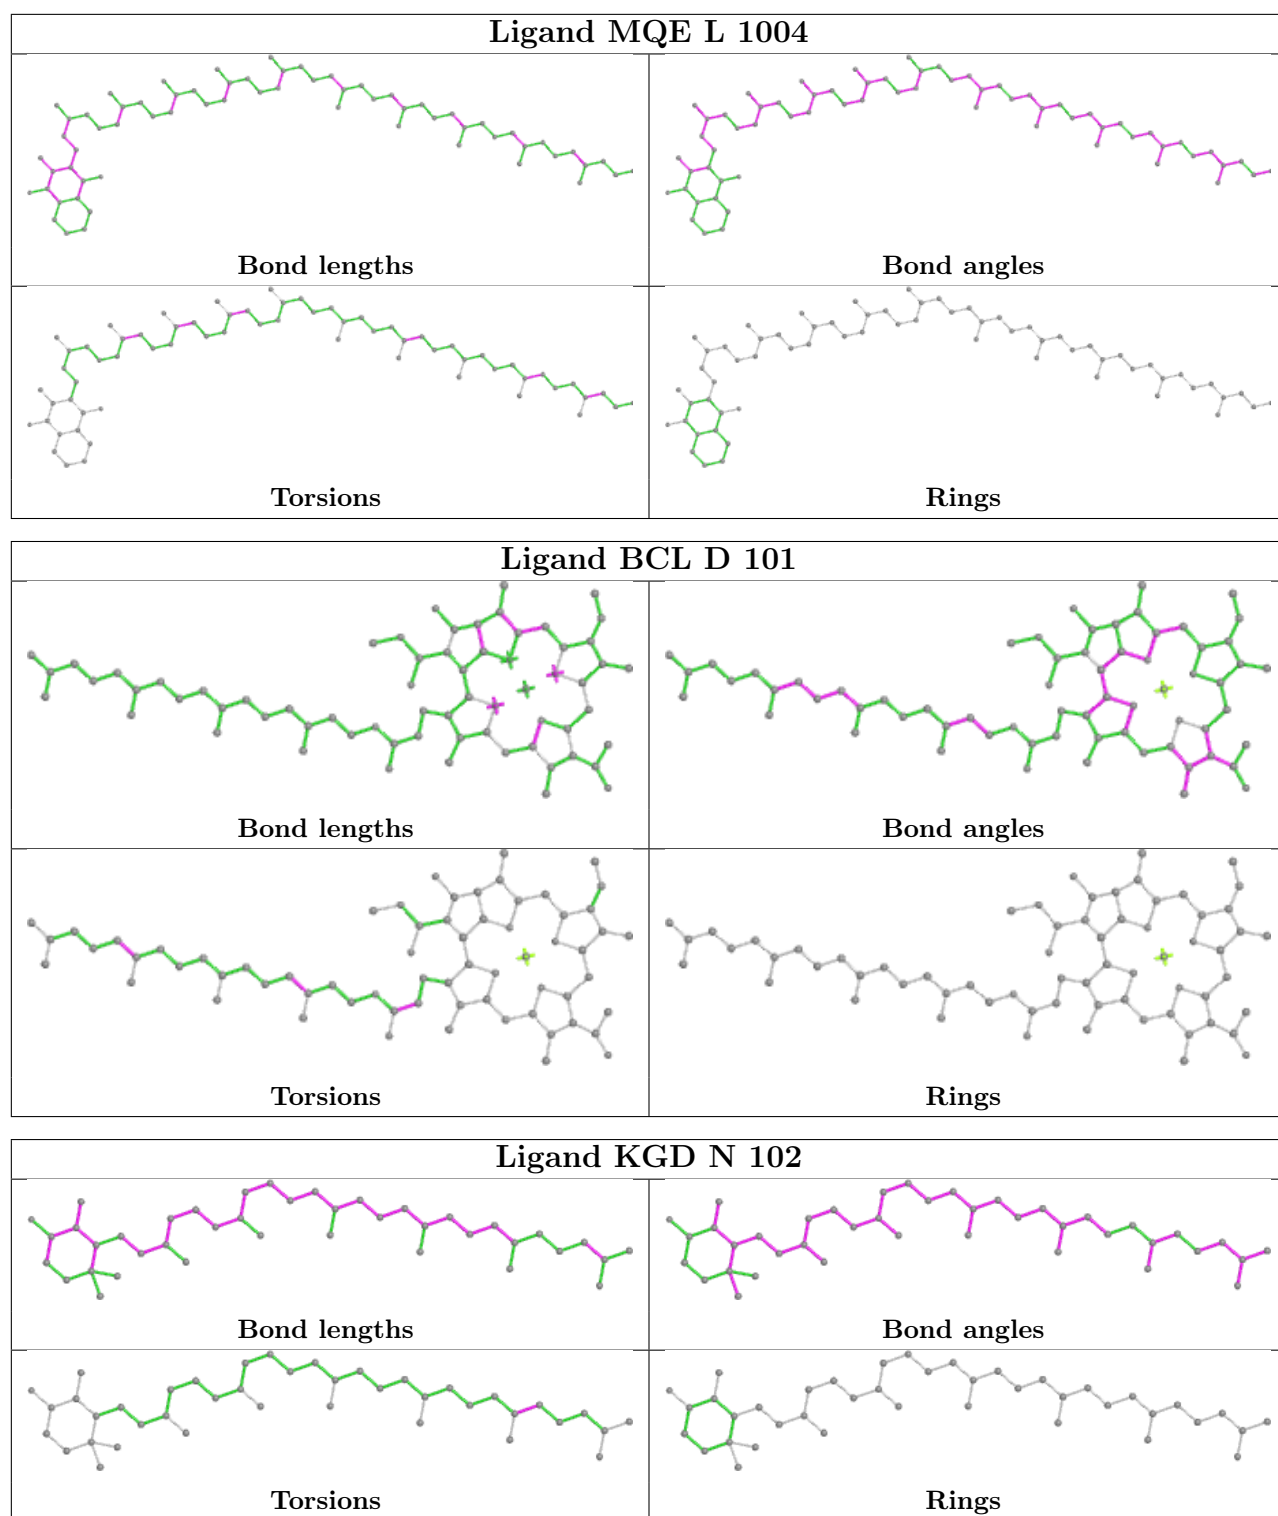 Ligand MQE L 1004
Bond lengths
Bond angles
Torsions
Rings
Ligand BCL D 101
Bond lengths
Bond angles
Torsions
Rings
Ligand KGD N 102
Bond lengths
Bond angles
Torsions
Rings